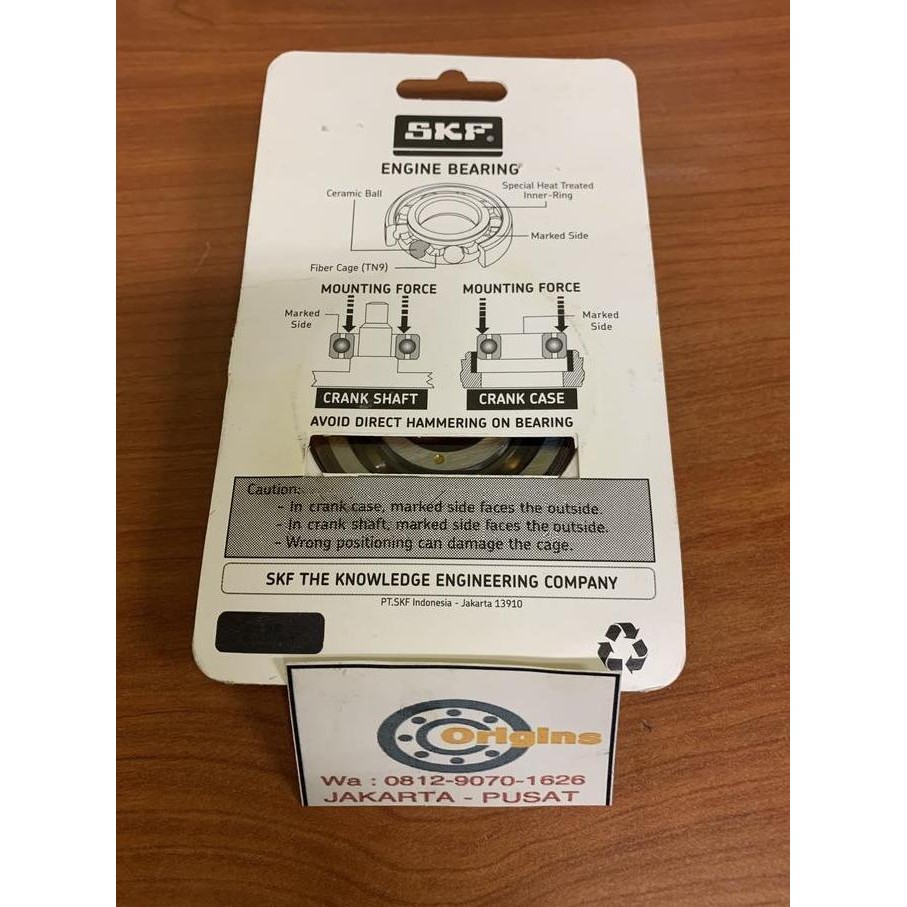 SKF®
ENGINE BEARING
Ceramic Ball
Special Heat Treated
Inner-Ring
Marked Side
Fiber Cage (TN9)
MOUNTING FORCE
MOUNTING FORCE
Marked
Side
Marked
Side
CRANK SHAFT
CRANK CASE
AVOID DIRECT HAMMERING ON BEARING
Caution:
- In crank case, marked side faces the outside.
- In crank shaft, marked side faces the outside.
- Wrong positioning can damage the cage.
SKF THE KNOWLEDGE ENGINEERING COMPANY
PT.SKF Indonesia - Jakarta 13910
Origins
Wa : 0812-9070-1626
JAKARTA - PUSAT